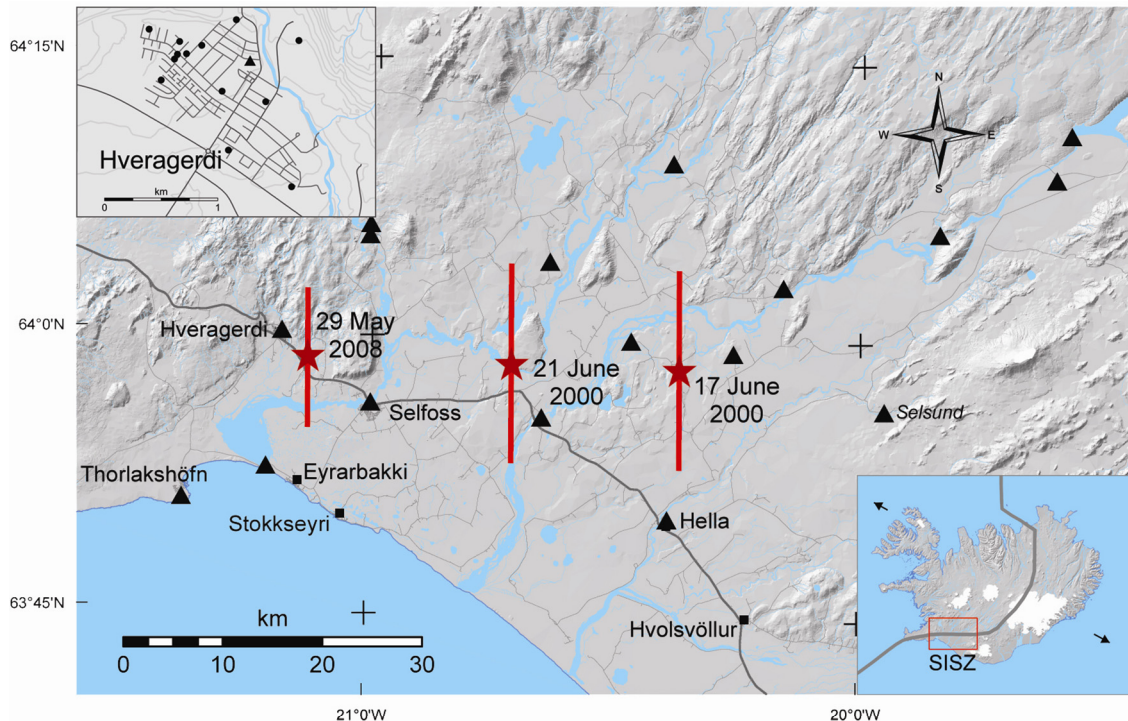 64°15'N
Hveragerdi
km
0 1
N
W E
S
64°0'N
Hveragerdi
29 May
2008
21 June
2000
17 June
2000
Selfoss
Selsund
Thorlakshöfn
Eyrarbakki
Stokkseyri
Hella
63°45'N
km
0 10 20 30
Hvolsvöllur
SISZ
21°0'W 20°0'W